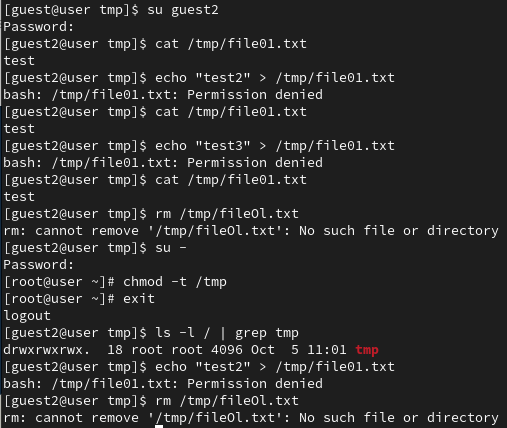 [guest@user tmp]$ su guest2
Password:
[guest2@user tmp]$ cat /tmp/file01.txt
test
[guest2@user tmp]$ echo "test2" > /tmp/file01.txt
bash: /tmp/file01.txt: Permission denied
[guest2@user tmp]$ cat /tmp/file01.txt
test
[guest2@user tmp]$ echo "test3" > /tmp/file01.txt
bash: /tmp/file01.txt: Permission denied
[guest2@user tmp]$ cat /tmp/file01.txt
test
[guest2@user tmp]$ rm /tmp/fileOl.txt
rm: cannot remove '/tmp/fileOl.txt': No such file or directory
[guest2@user tmp]$ su -
Password:
[root@user ~]# chmod -t /tmp
[root@user ~]# exit
logout
[guest2@user tmp]$ ls -l / | grep tmp
drwxrwxrwx.  18 root root 4096 Oct  5 11:01 tmp
[guest2@user tmp]$ echo "test2" > /tmp/file01.txt
bash: /tmp/file01.txt: Permission denied
[guest2@user tmp]$ rm /tmp/fileOl.txt
rm: cannot remove '/tmp/fileOl.txt': No such file or directory